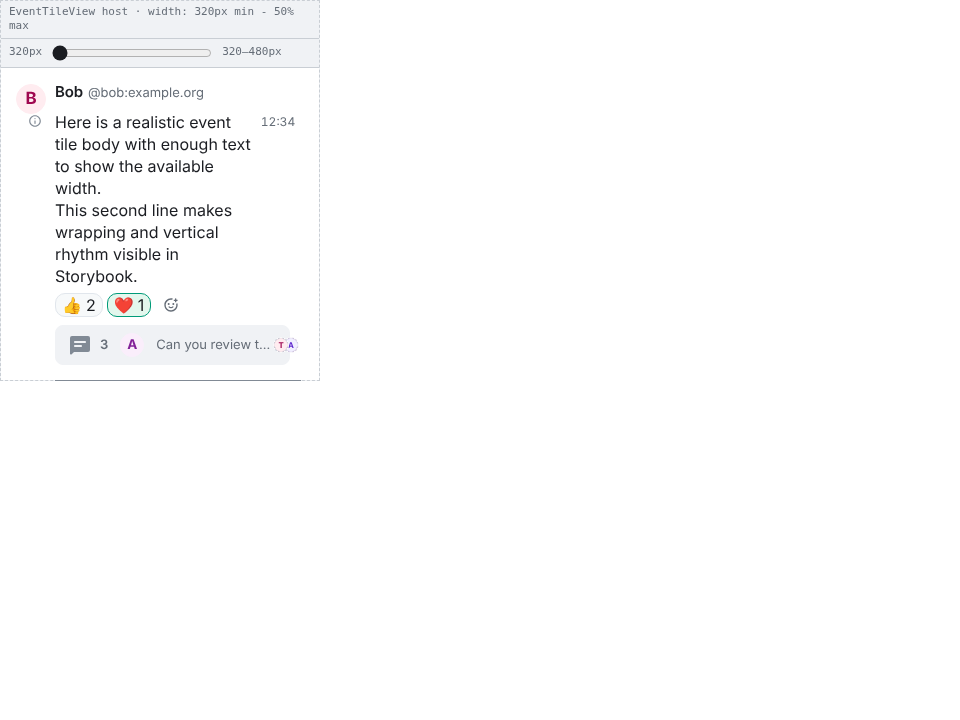 EventTileView host · width: 320px min - 50%
max
320px 320–480px
B Bob @bob:example.org
Here is a realistic event 12:34
tile body with enough text
to show the available
width.
This second line makes
wrapping and vertical
rhythm visible in
Storybook.
👍 2 ❤️ 1
3 A Can you review t... T A